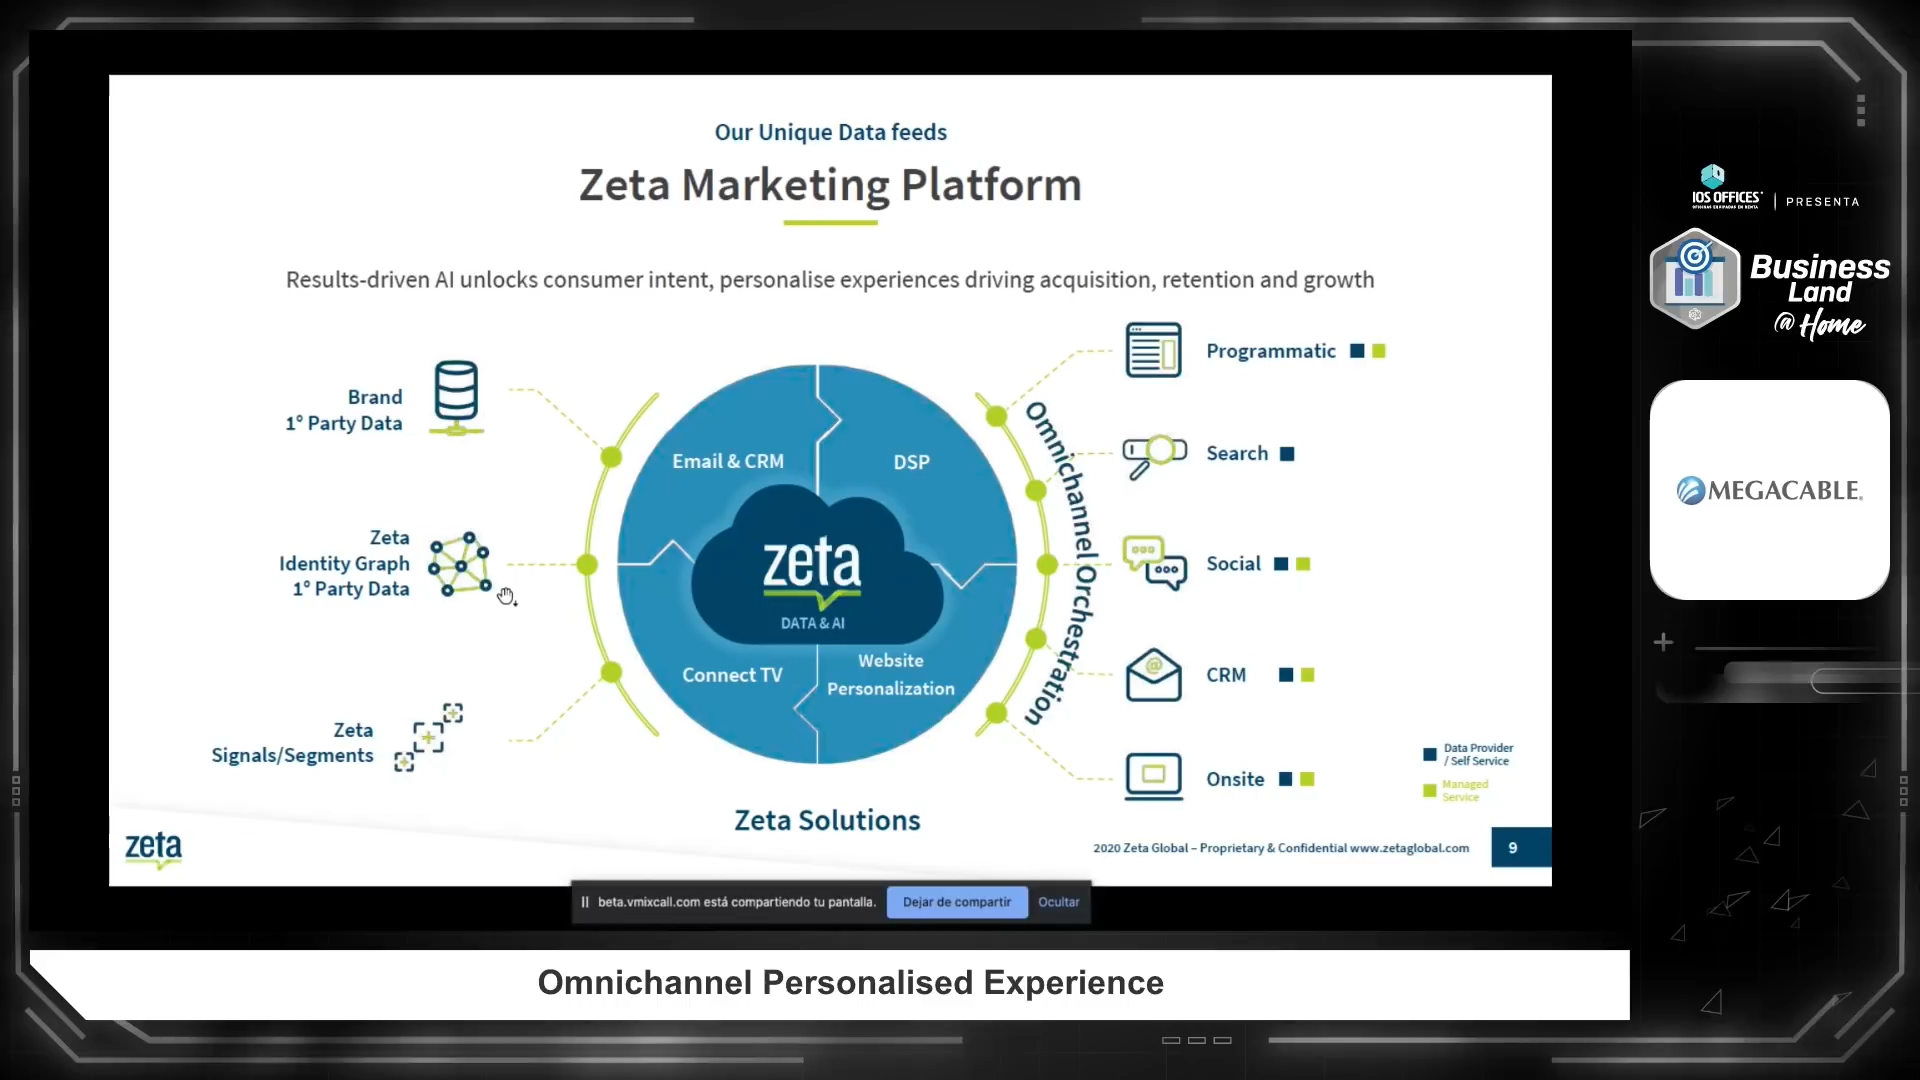 Our Unique Data feeds
Zeta Marketing Platform
Results-driven AI unlocks consumer intent, personalise experiences driving acquisition, retention and growth
Brand
1° Party Data
Zeta
Identity Graph
1° Party Data
Zeta
Signals/Segments
Email & CRM
DSP
zeta
DATA & AI
Connect TV
Website
Personalization
Zeta Solutions
Omnichannel Orchestration
Programmatic
Search
Social
@
CRM
Onsite
Data Provider
/ Self Service
Managed
Service
zeta
2020 Zeta Global – Proprietary & Confidential www.zetaglobal.com
9
beta.vmixcall.com está compartiendo tu pantalla.
Dejar de compartir
Ocultar
Omnichannel Personalised Experience
IOS OFFICES
OFICINAS EQUIPADAS EN RENTA
PRESENTA
Business
Land
@ Home
MEGACABLE